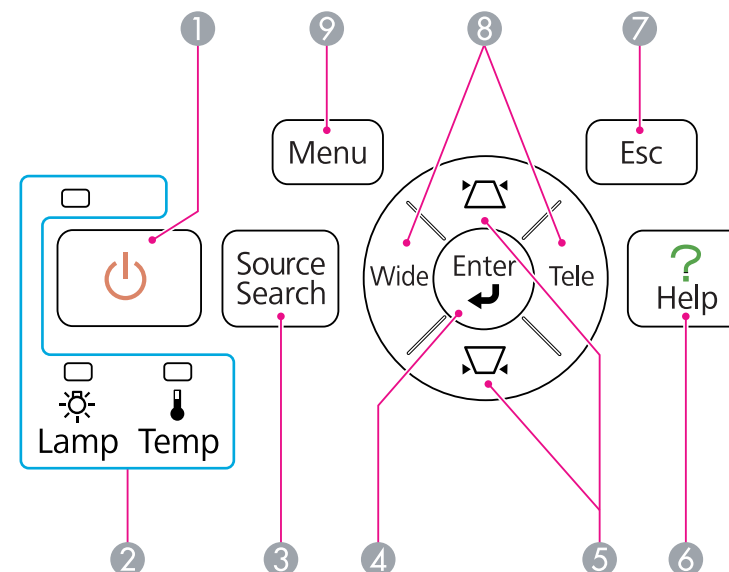 1
9
8
7
Menu
Esc
Source
Search
Wide
Enter
Tele
?
Help
Lamp
Temp
2
3
4
5
6